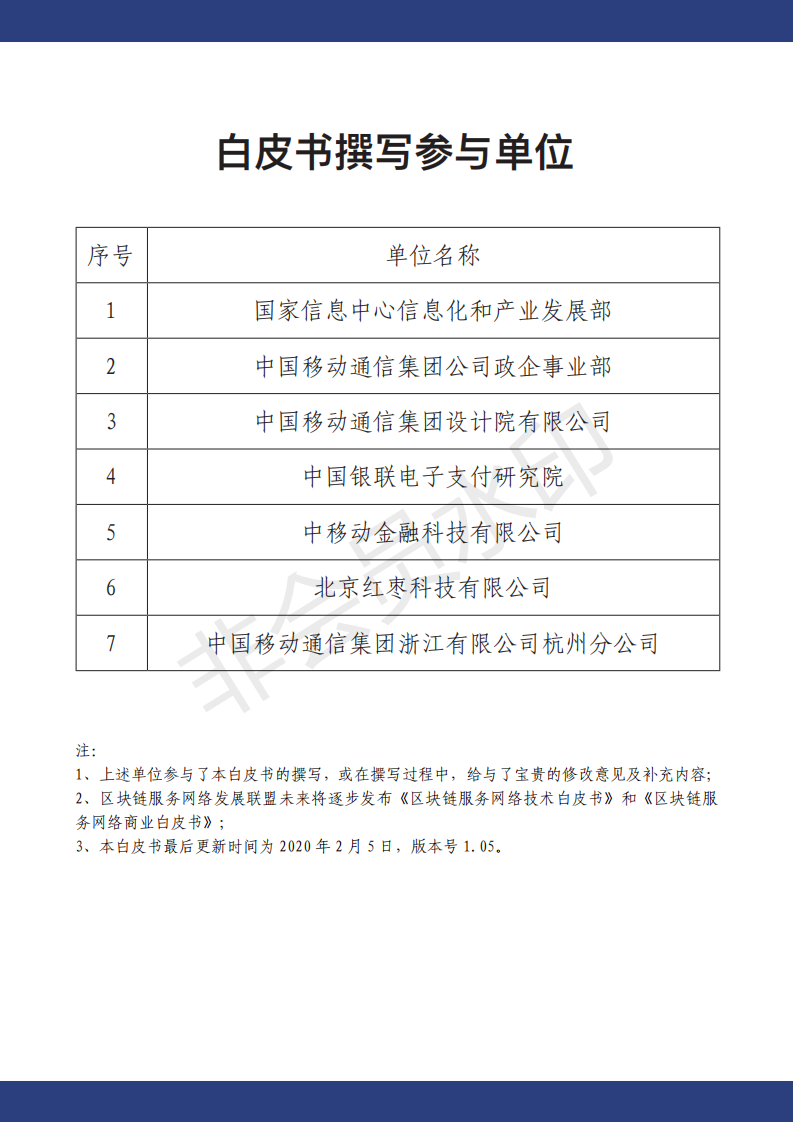 白皮书撰写参与单位
序号 单位名称
1 国家信息中心信息化和产业发展部
2 中国移动通信集团公司政企事业部
3 中国移动通信集团设计院有限公司
4 中国银联电子支付研究院
5 中移动金融科技有限公司
6 北京红枣科技有限公司
7 中国移动通信集团浙江有限公司杭州分公司
非会员水印
注：
1、上述单位参与了本白皮书的撰写，或在撰写过程中，给与了宝贵的修改意见及补充内容；
2、区块链服务网络发展联盟未来将逐步发布《区块链服务网络技术白皮书》和《区块链服
务网络商业白皮书》；
3、本白皮书最后更新时间为 2020 年 2 月 5 日，版本号 1.05。